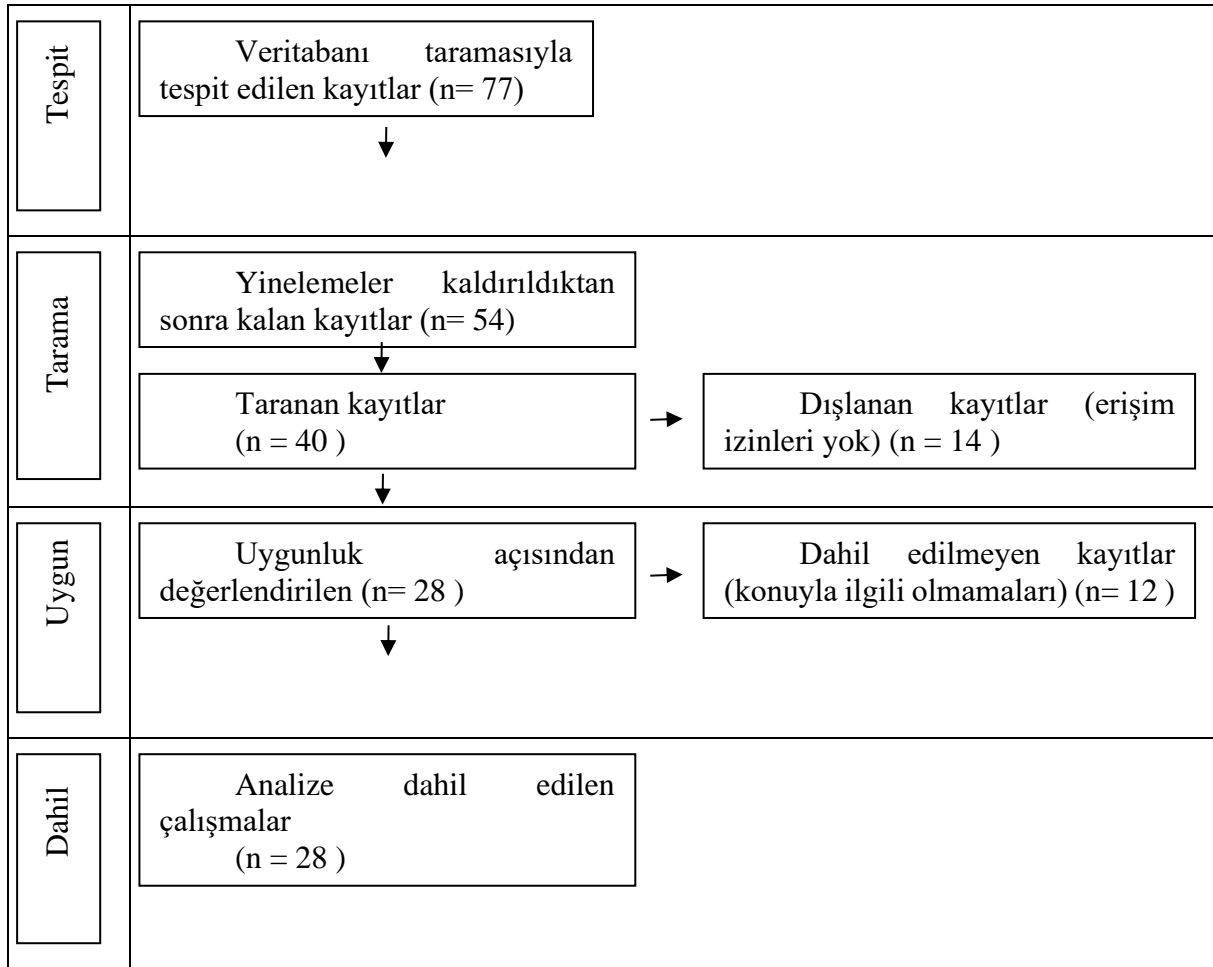 Tespit
Veritabanı taramasıyla
tespit edilen kayıtlar (n= 77)
Tarama
Yinelemeler kaldırıldıktan
sonra kalan kayıtlar (n= 54)
Taranan kayıtlar
(n = 40 )
Dışlanan kayıtlar (erişim
izinleri yok) (n = 14 )
Uygun
Uygunluk açısından
değerlendirilen (n= 28 )
Dahil edilmeyen kayıtlar
(konuyla ilgili olmamaları) (n= 12 )
Dahil
Analize dahil edilen
çalışmalar
(n = 28 )